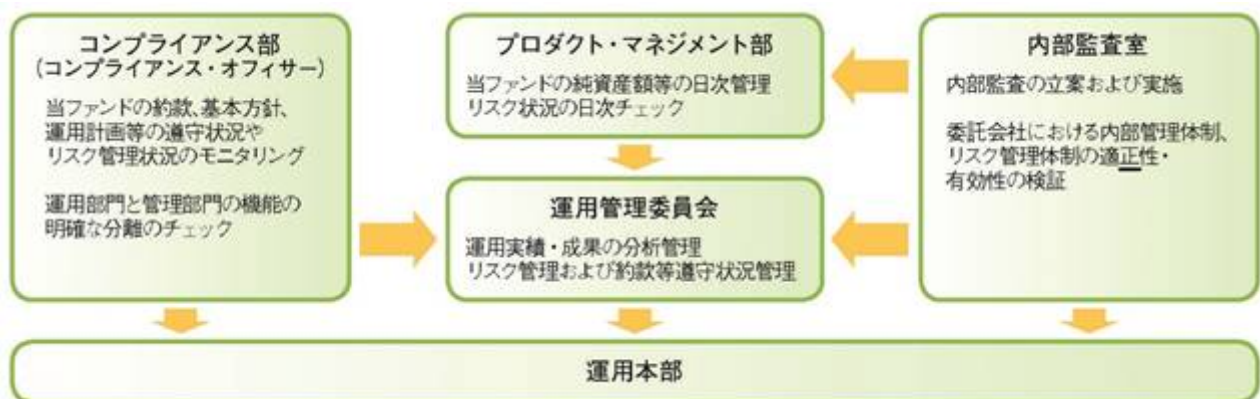 コンプライアンス部
(コンプライアンス・オフィサー)
当ファンドの約款、基本方針、
運用計画等の遵守状況や
リスク管理状況のモニタリング
運用部門と管理部門の機能の
明確な分離のチェック
プロダクト・マネジメント部
当ファンドの純資産額等の日次管理
リスク状況の日次チェック
運用管理委員会
運用実績・成果の分析管理
リスク管理および約款等遵守状況管理
内部監査室
内部監査の立案および実施
委託会社における内部管理体制、
リスク管理体制の適正性・
有効性の検証
運用本部